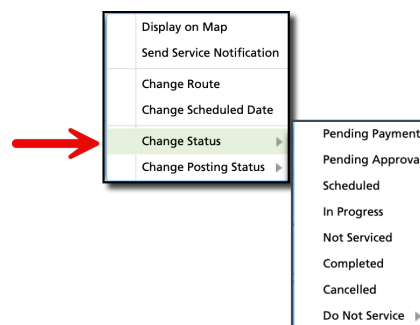 Display on Map
Send Service Notification
Change Route
Change Scheduled Date
Change Status
Change Posting Status
Pending Payment
Pending Approva
Scheduled
In Progress
Not Serviced
Completed
Cancelled
Do Not Service